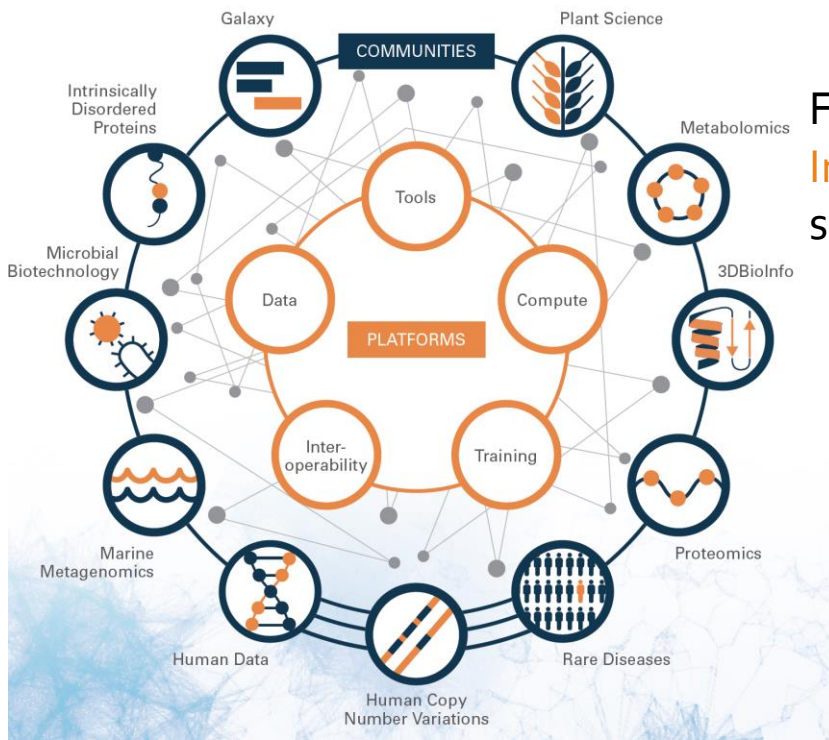 Galaxy
COMMUNITIES
Plant Science
Intrinsically
Disordered
Proteins
Metabolomics
Microbial
Biotechnology
3DBioInfo
Tools
Data
Compute
PLATFORMS
Inter-
operability
Training
Marine
Metagenomics
Proteomics
Human Data
Human Copy
Number Variations
Rare Diseases